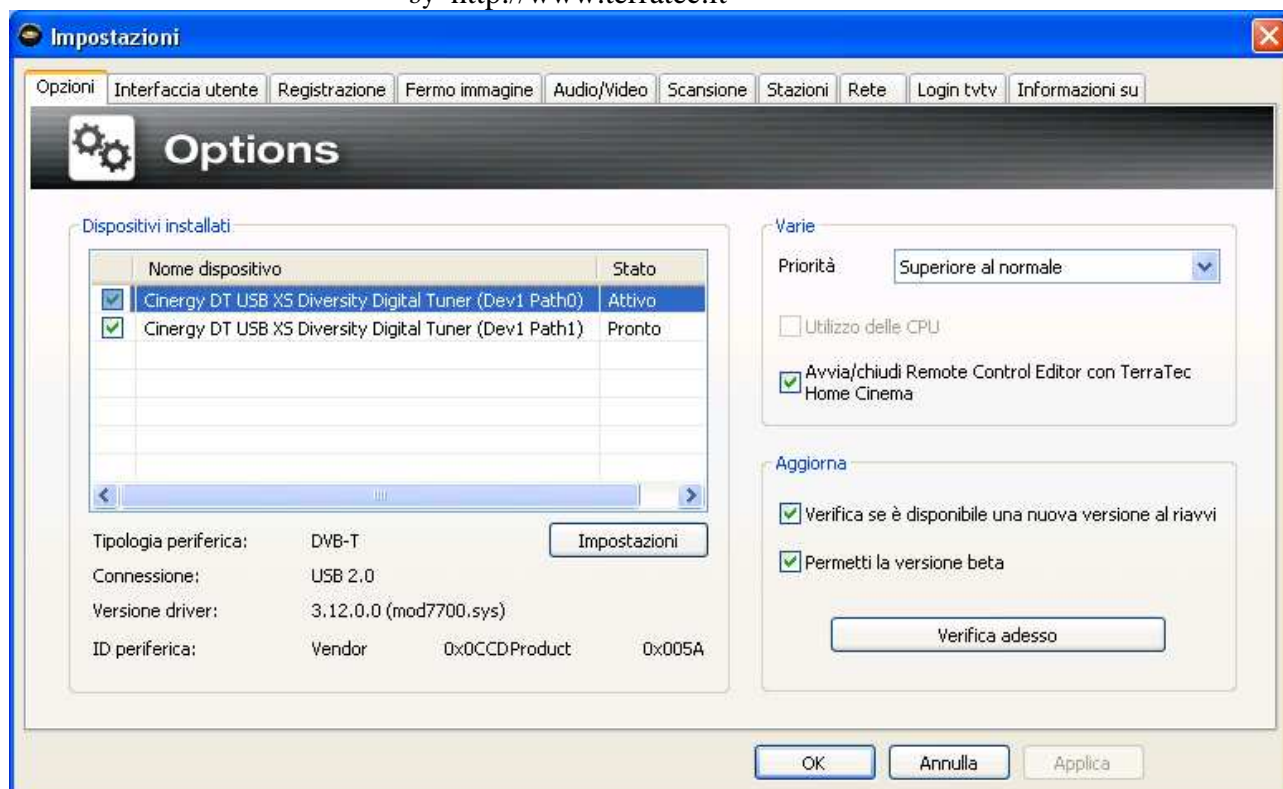 by http://www.terratec.it
Impostazioni
Opzioni Interfaccia utente Registrazione Fermo immagine Audio/Video Scansione Stazioni Rete Login tvtv Informazioni su
Options
Dispositivi installati
Nome dispositivo Stato
Cinergy DT USB XS Diversity Digital Tuner (Dev1 Path0) Attivo
Cinergy DT USB XS Diversity Digital Tuner (Dev1 Path1) Pronto
Tipologia periferica: DVB-T Impostazioni
Connessione: USB 2.0
Versione driver: 3.12.0.0 (mod7700.sys)
ID periferica: Vendor 0x0CCDProduct 0x005A
Varie
Priorità Superiore al normale
Utilizzo delle CPU
Avvia/chiudi Remote Control Editor con TerraTec
Home Cinema
Aggiorna
Verifica se è disponibile una nuova versione al riavvi
Permetti la versione beta
Verifica adesso
OK Annulla Applica